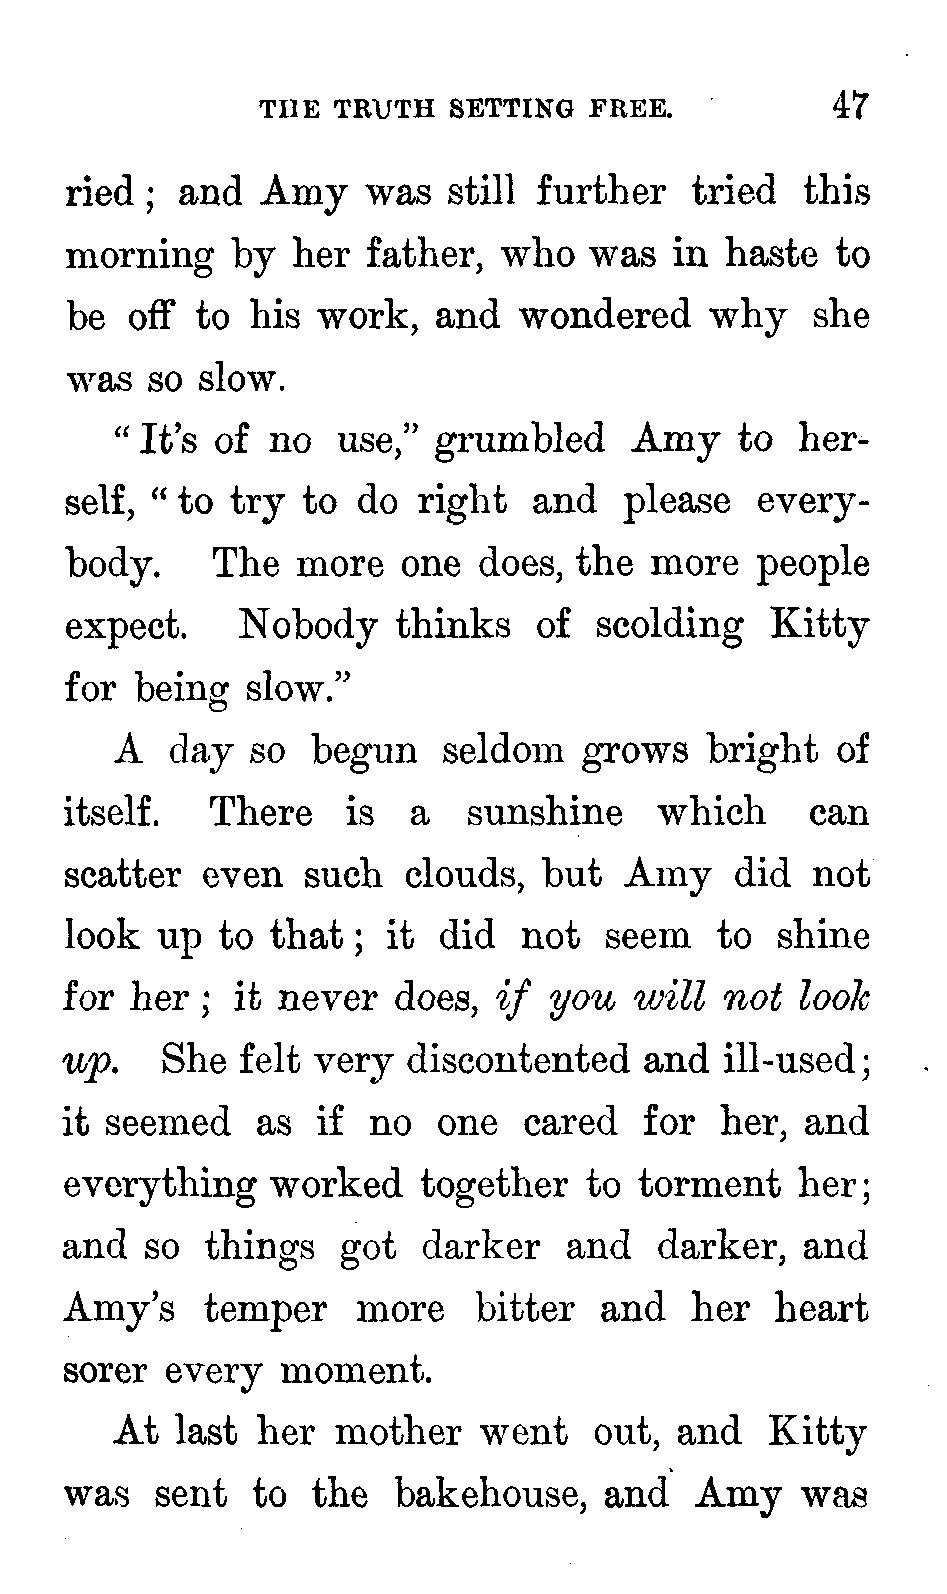 THE TRUTH SETTING FREE. 47
ried ; and Amy was still further tried this
morning by her father, who was in haste to
be off to his work, and wondered why she
was so slow.
“ It’s of no use,” grumbled Amy to her-
self, “ to try to do right and please every-
body. The more one does, the more people
expect. Nobody thinks of scolding Kitty
for being slow.”
A day so begun seldom grows bright of
itself. There is a sunshine which can
scatter even such clouds, but Amy did not
look up to that ; it did not seem to shine
for her ; it never does, if you will not look
up. She felt very discontented and ill-used;
it seemed as if no one cared for her, and
everything worked together to torment her;
and so things got darker and darker, and
Amy’s temper more bitter and her heart
sorer every moment.
At last her mother went out, and Kitty
was sent to the bakehouse, and Amy was